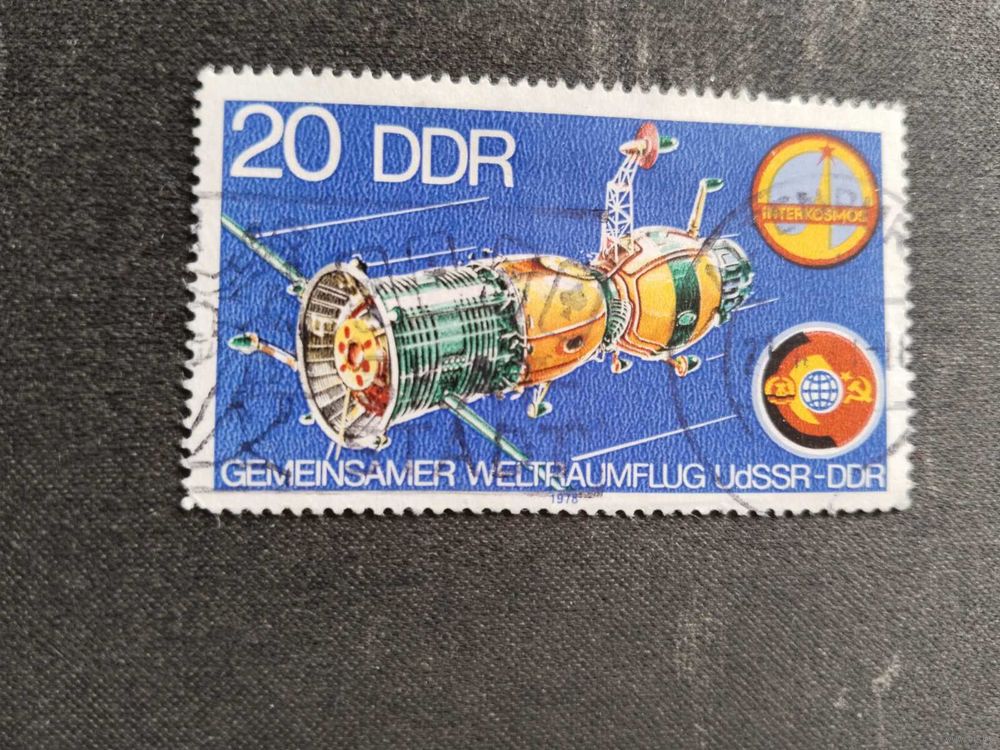 20 DDR
INTERKOSMOS
GEMEINSAMER WELTRAUMFLUG UdSSR-DDR
1978